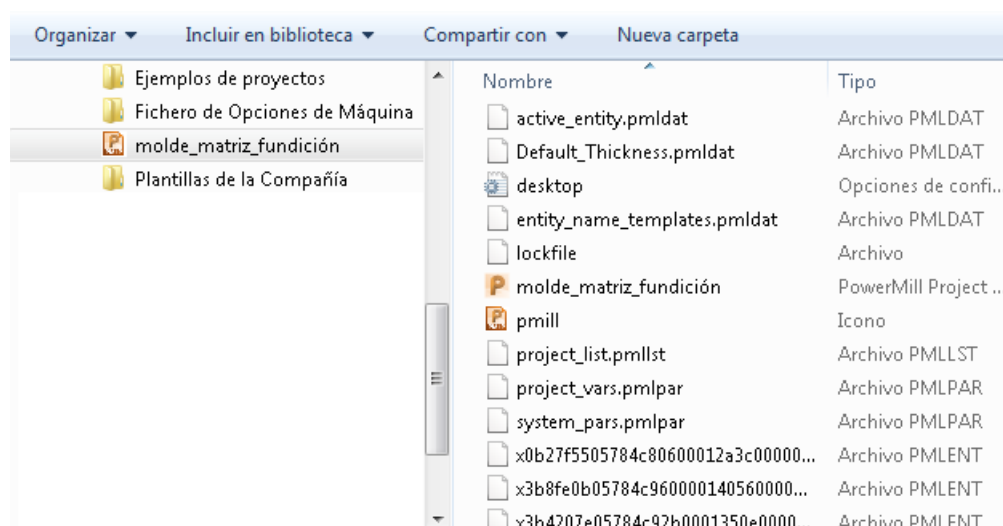 Organizar Incluir en biblioteca Compartir con Nueva carpeta
Ejemplos de proyectos
Fichero de Opciones de Máquina
molde_matriz_fundición
Plantillas de la Compañía
Nombre Tipo
active_entity.pmldat Archivo PMLDAT
Default_Thickness.pmldat Archivo PMLDAT
desktop Opciones de confi...
entity_name_templates.pmldat Archivo PMLDAT
lockfile Archivo
molde_matriz_fundición PowerMill Project ...
pmill Icono
project_list.pmllst Archivo PMLLST
project_vars.pmlpar Archivo PMLPAR
system_pars.pmlpar Archivo PMLPAR
x0b27f5505784c80600012a3c00000... Archivo PMLENT
x3b8fe0b05784c960000140560000... Archivo PMLENT
x3b4207e05784c92b0001350e0000... Archivo PMLENT